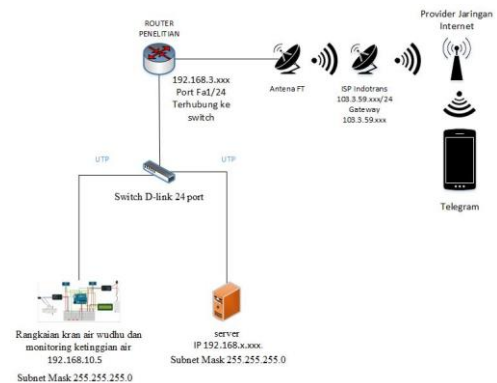 ROUTER
PENELITIAN
Provider Jaringan
Internet
192.168.3.xxx
Port Fa1/24
Terhubung ke
switch
Antena FT
ISP Indotrans
103.3.59.xxx/24
Gateway
103.3.59.xxx
Telegram
UTP
UTP
Switch D-link 24 port
Rangkaian kran air wudhu dan
monitoring ketinggian air
192.168.10.5
Subnet Mask 255.255.255.0
server
IP 192.168.x.xxx.
Subnet Mask 255.255.255.0